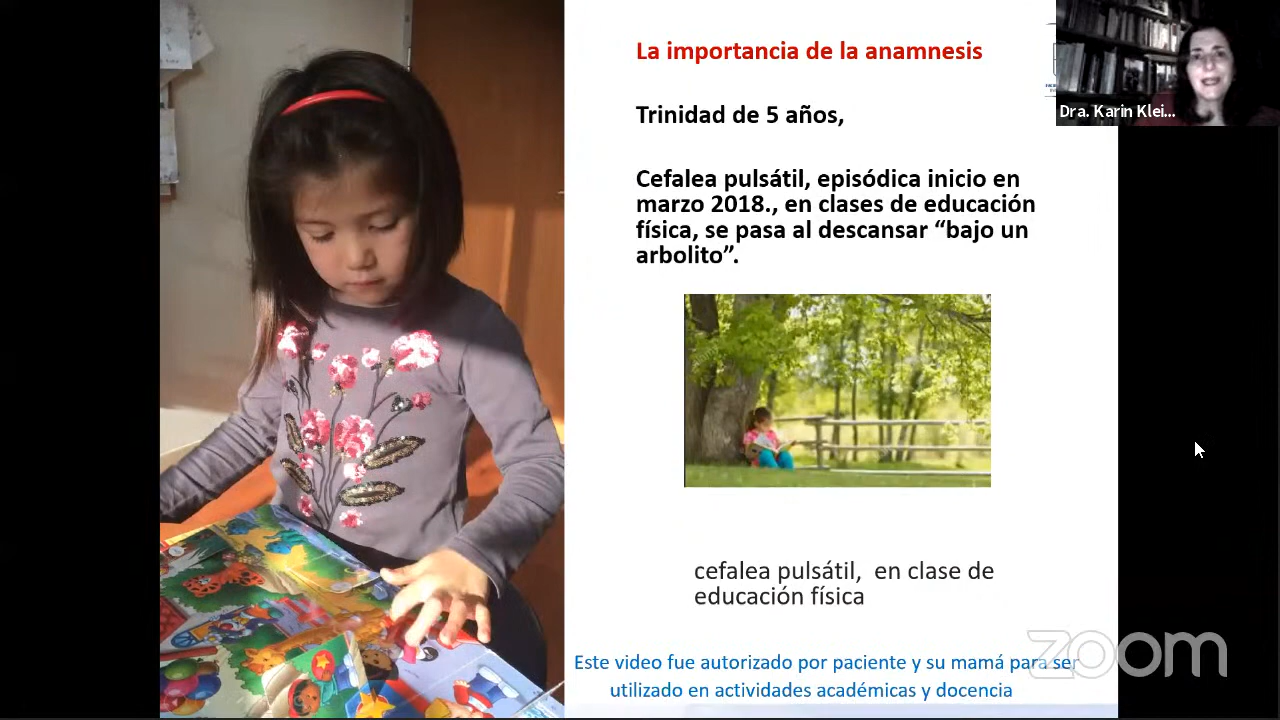 La importancia de la anamnesis
Dra. Karin Klei...
Trinidad de 5 años,
Cefalea pulsátil, episódica inicio en
marzo 2018., en clases de educación
física, se pasa al descansar “bajo un
arbolito”.
cefalea pulsátil,  en clase de
educación física
Este video fue autorizado por paciente y su mamá para ser
utilizado en actividades académicas y docencia
zoom